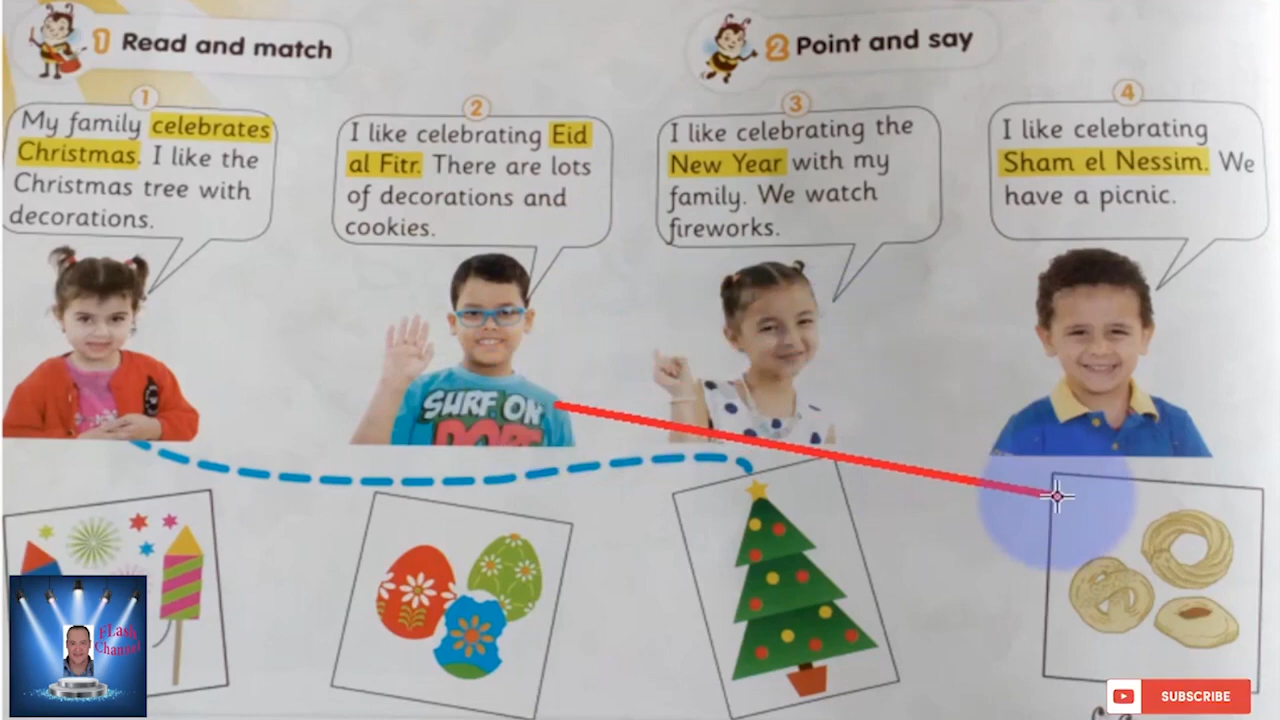 1 Read and match
2 Point and say
1
My family celebrates
Christmas. I like the
Christmas tree with
decorations.
2
I like celebrating Eid
al Fitr. There are lots
of decorations and
cookies.
3
I like celebrating the
New Year with my
family. We watch
fireworks.
4
I like celebrating
Sham el Nessim. We
have a picnic.
SURF ON
FLash
Channel
SUBSCRIBE